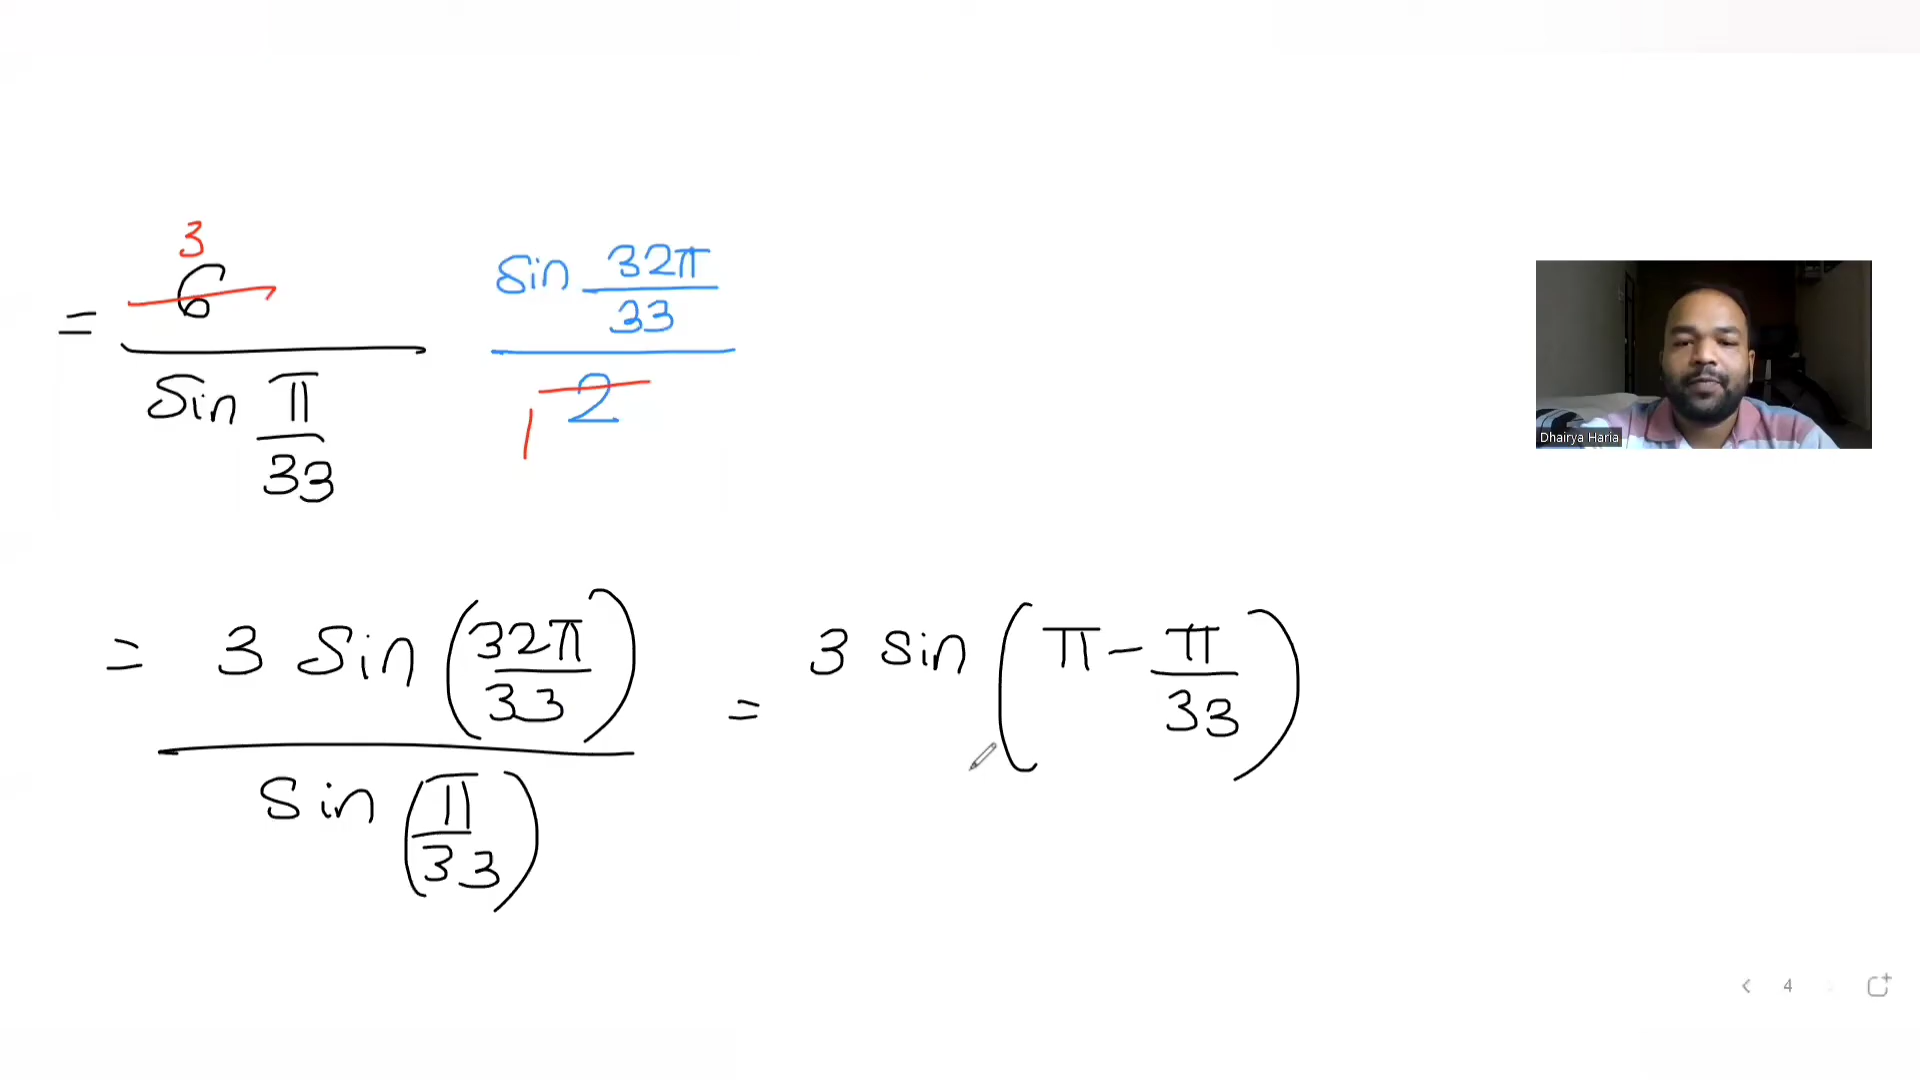 3
= 6 / sin π/33 sin 32π/33 / 2
1
= 3 sin (32π/33) / sin (π/33) = 3 sin (π - π/33)
Dhairya Haria
4